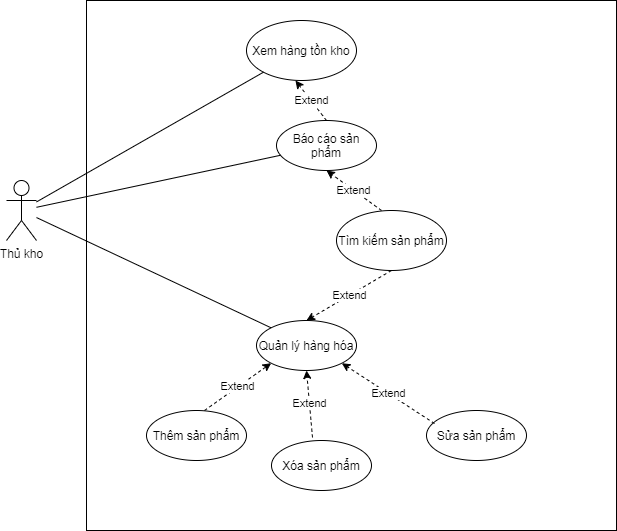 Xem hàng tồn kho
Extend
Báo cáo sản
phẩm
Extend
Tìm kiếm sản phẩm
Thủ kho
Extend
Quản lý hàng hóa
Extend
Extend
Extend
Thêm sản phẩm
Sửa sản phẩm
Xóa sản phẩm